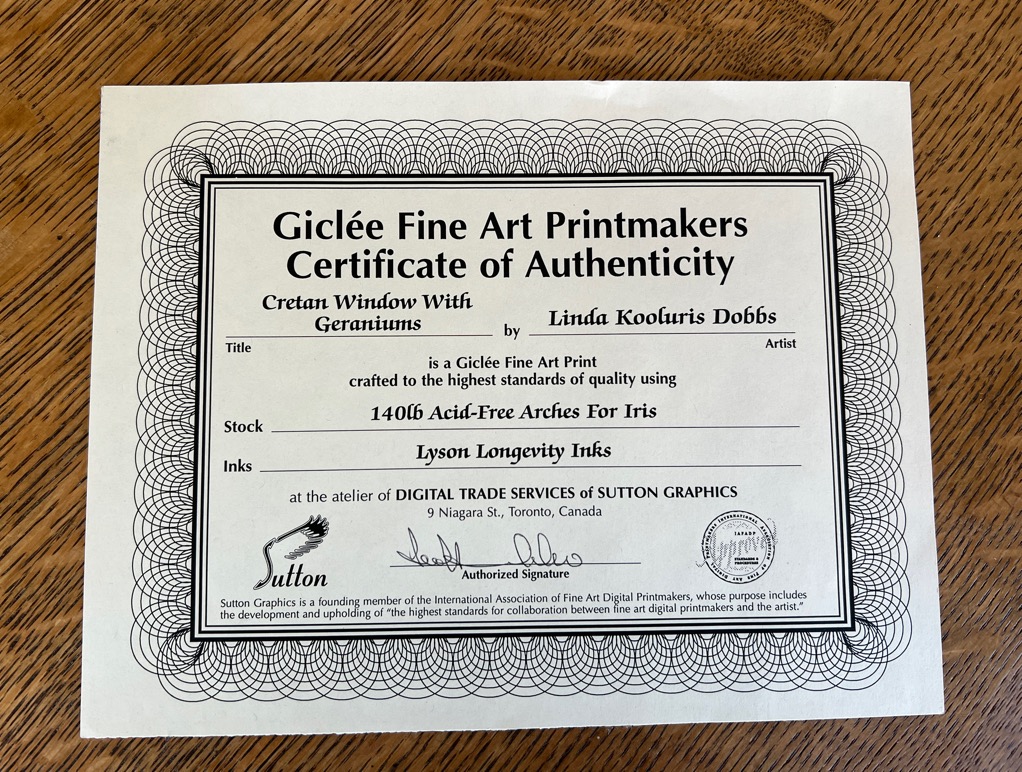 Giclée Fine Art Printmakers
Certificate of Authenticity
Cretan Window With
Geraniums
by
Linda Kooluris Dobbs
Title
Artist
is a Giclée Fine Art Print
crafted to the highest standards of quality using
Stock
140lb Acid-Free Arches For Iris
Inks
Lyson Longevity Inks
at the atelier of DIGITAL TRADE SERVICES of SUTTON GRAPHICS
9 Niagara St., Toronto, Canada
Sutton
Authorized Signature
IAFADP
STANDARDS &
PROCEDURES
Sutton Graphics is a founding member of the International Association of Fine Art Digital Printmakers, whose purpose includes
the development and upholding of "the highest standards for collaboration between fine art digital printmakers and the artist."